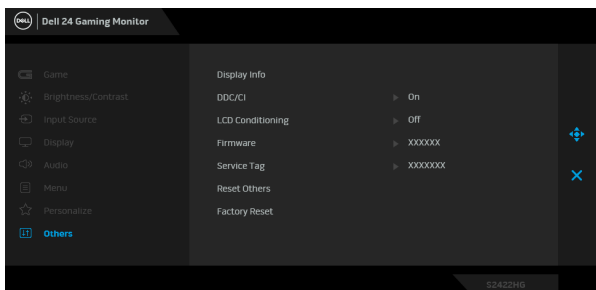 DELL Dell 24 Gaming Monitor
Game
Brightness/Contrast
Input Source
Display
Audio
Menu
Personalize
Others
Display Info
DDC/CI On
LCD Conditioning Off
Firmware XXXXXX
Service Tag XXXXXXX
Reset Others
Factory Reset
S2422HG